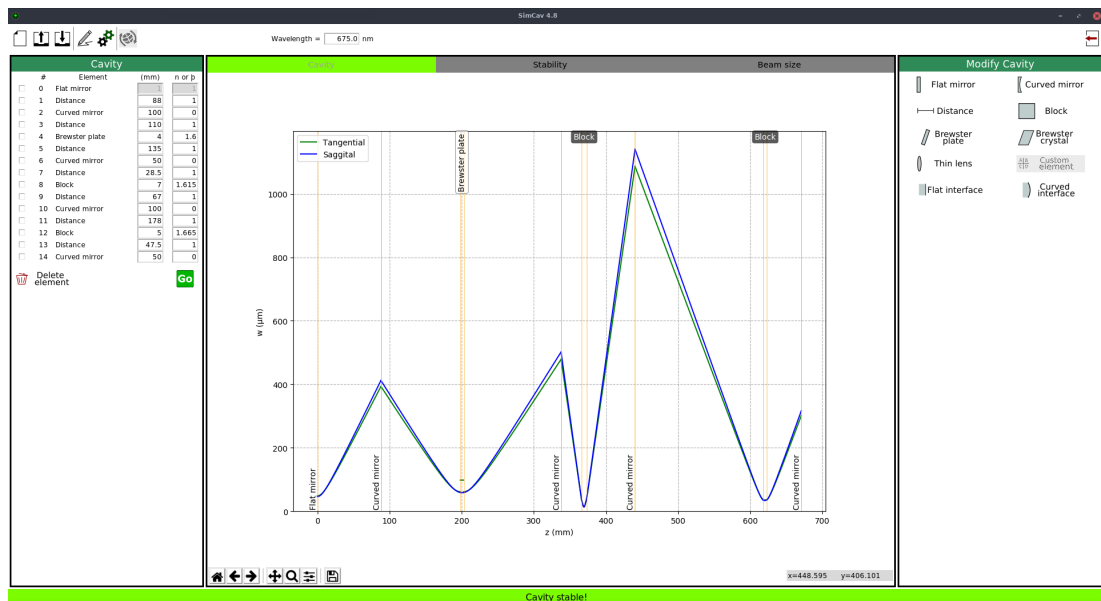 SimCav 4.8
Wavelength = 675.0 nm
Cavity
# Element (mm) n or þ
0 Flat mirror 1 1
1 Distance 88 1
2 Curved mirror 100 0
3 Distance 110 1
4 Brewster plate 4 1.6
5 Distance 135 1
6 Curved mirror 50 0
7 Distance 28.5 1
8 Block 7 1.615
9 Distance 67 1
10 Curved mirror 100 0
11 Distance 178 1
12 Block 5 1.665
13 Distance 47.5 1
14 Curved mirror 50 0
Delete
element
Go
Cavity Stability Beam size
Tangential
Saggital
Brewster plate
Block
Block
1000
800
600
400
200
0
w (μm)
Flat mirror
Curved mirror
Curved mirror
Curved mirror
Curved mirror
0 100 200 300 400 500 600 700
z (mm)
x=448.595 y=406.101
Modify Cavity
Flat mirror Curved mirror
Distance Block
Brewster
plate
Brewster
crystal
Thin lens
A|B
C|D
Custom
element
Flat interface
Curved
interface
Cavity stable!